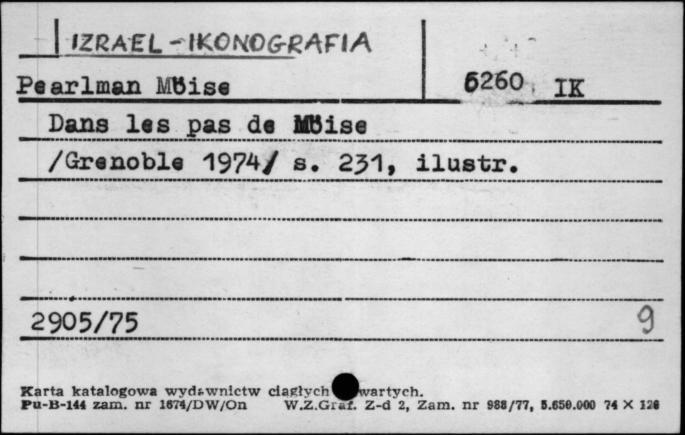 IZRAEL - IKONOGRAFIA
Pearlman Moise 6260 IK
Dans les pas de Moise
/Grenoble 1974/ s. 231, ilustr.
2905/75 9
Karta katalogowa wydawnictw ciągłych wartych.
Pu-B-144 zam. nr 1674/DW/On W.Z.Graf. Z-d 2, Zam. nr 988/77, 5.650.000 74 X 126